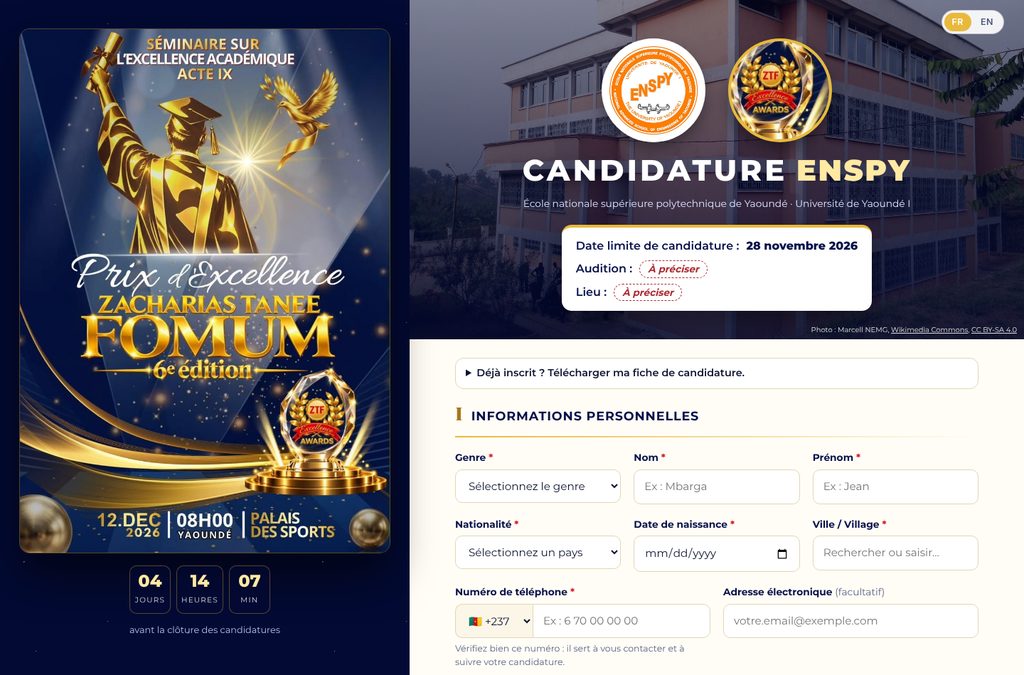 SÉMINAIRE SUR
L'EXCELLENCE ACADÉMIQUE
ACTE IX
Prix d'Excellence
ZACHARIAS TANEE
FOMUM
6e édition
ZTF
Excellence
AWARDS
12.DEC
2026
08H00
YAOUNDÉ
PALAIS
DES SPORTS
04
JOURS
14
HEURES
07
MIN
avant la clôture des candidatures
FR
EN
ENSPY
ZTF
Excellence
AWARDS
CANDIDATURE ENSPY
École nationale supérieure polytechnique de Yaoundé · Université de Yaoundé I
Date limite de candidature : 28 novembre 2026
Audition : À préciser
Lieu : À préciser
Photo : Marcell NEMG, Wikimedia Commons, CC BY-SA 4.0
▶ Déjà inscrit ? Télécharger ma fiche de candidature.
I INFORMATIONS PERSONNELLES
Genre *
Nom *
Prénom *
Sélectionnez le genre
Ex : Mbarga
Ex : Jean
Nationalité *
Date de naissance *
Ville / Village *
Sélectionnez un pays
mm/dd/yyyy
Rechercher ou saisir...
Numéro de téléphone *
Adresse électronique (facultatif)
+237
Ex : 6 70 00 00 00
votre.email@exemple.com
Vérifiez bien ce numéro : il sert à vous contacter et à
suivre votre candidature.